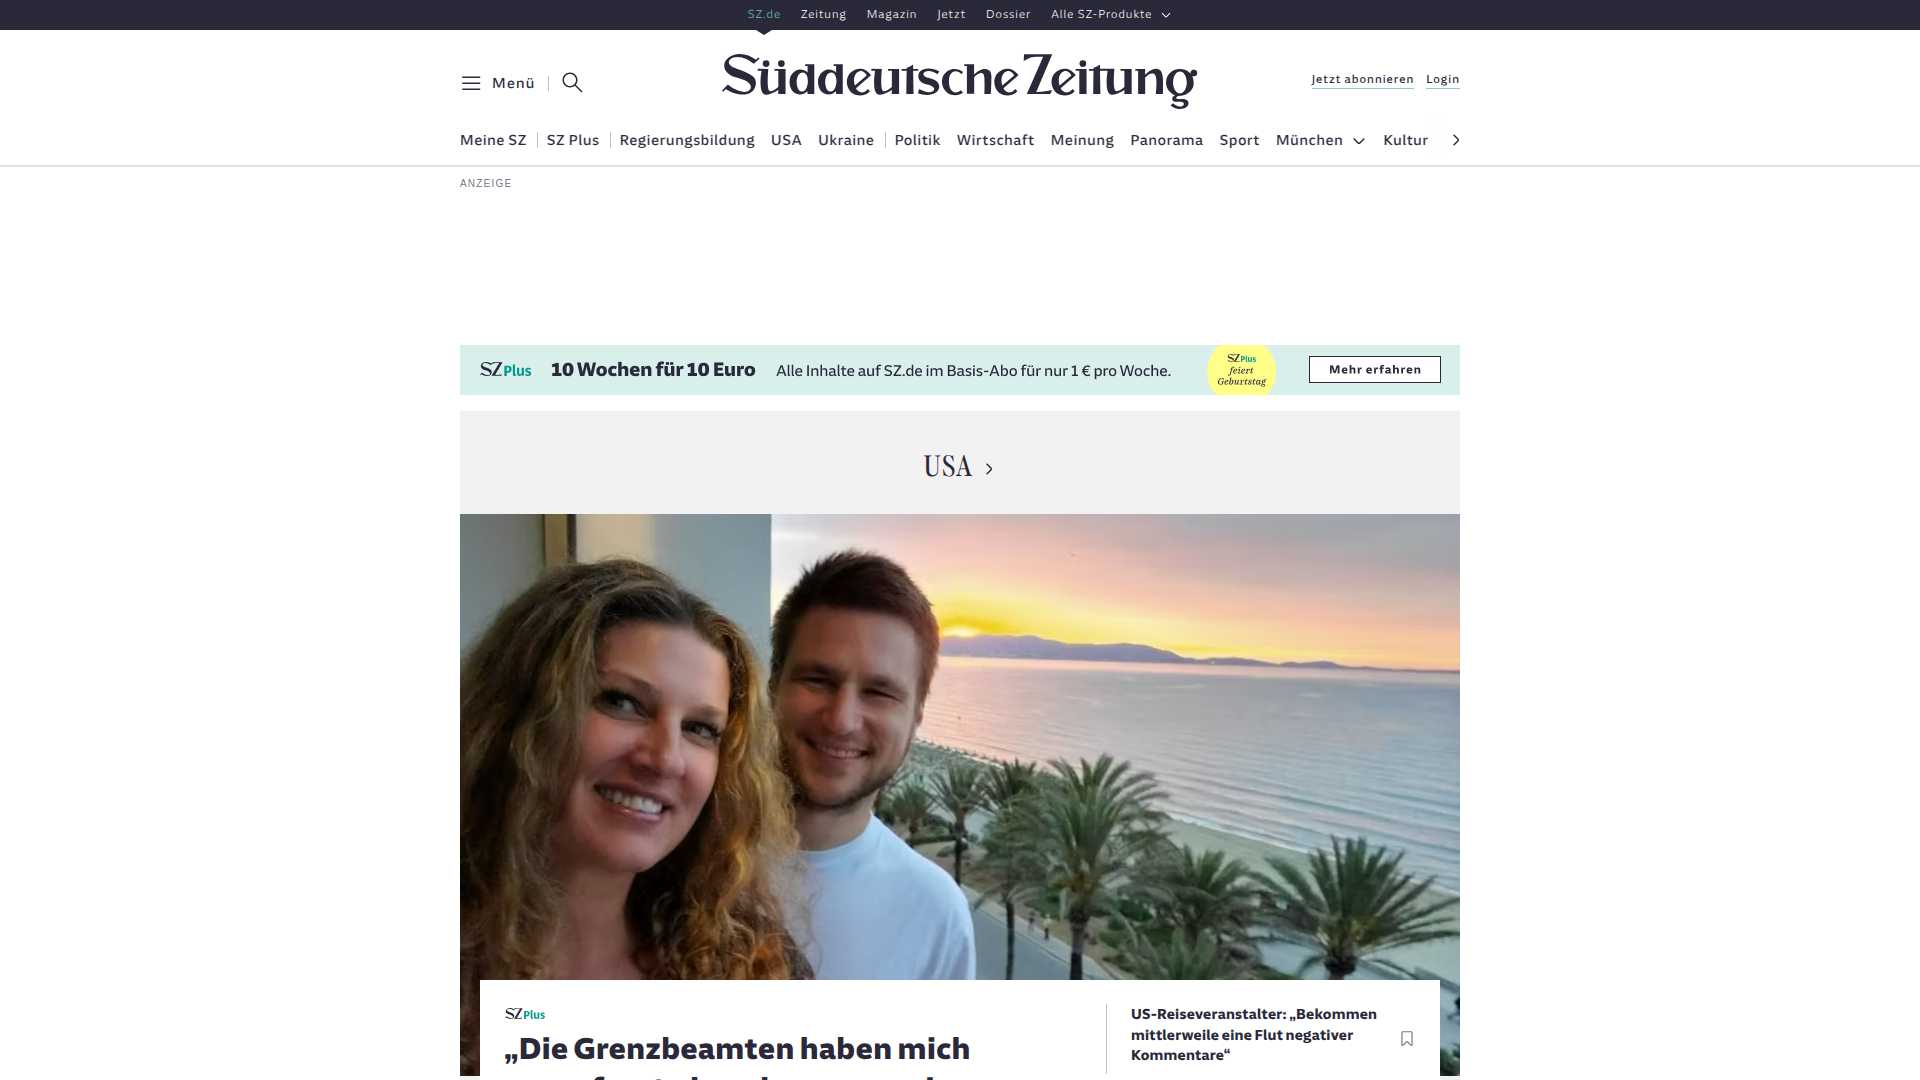 SZ.de Zeitung Magazin Jetzt Dossier Alle SZ-Produkte
Menü
Süddeutsche Zeitung
Jetzt abonnieren Login
Meine SZ SZ Plus Regierungsbildung USA Ukraine Politik Wirtschaft Meinung Panorama Sport München Kultur
ANZEIGE
SZ Plus 10 Wochen für 10 Euro Alle Inhalte auf SZ.de im Basis-Abo für nur 1 € pro Woche.
SZ Plus
feiert
Geburtstag
Mehr erfahren
USA
SZ Plus
„Die Grenzbeamten haben mich
US-Reiseveranstalter: „Bekommen
mittlerweile eine Flut negativer
Kommentare“